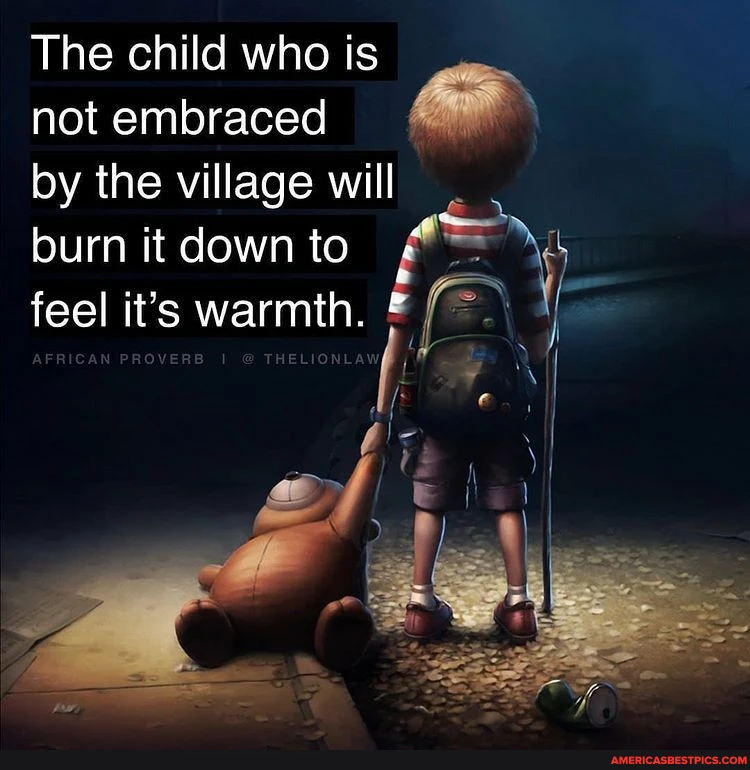 The child who is
not embraced
by the village will
burn it down to
feel it's warmth.
AFRICAN PROVERB | @ THELIONLAW
AMERICASBESTPICS.COM